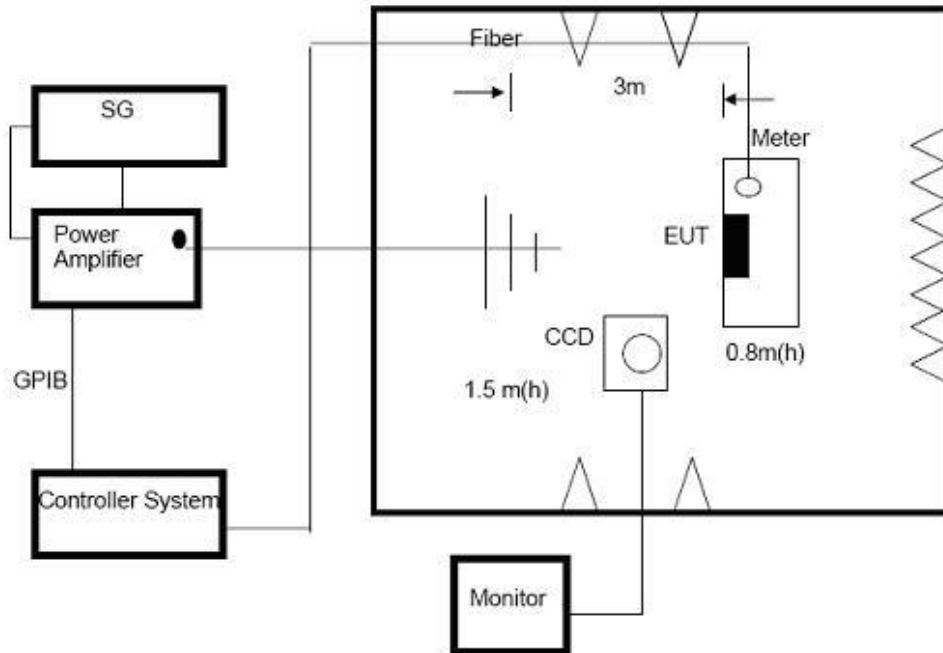 Fiber
SG
3m
Meter
Power
Amplifier
EUT
CCD
0.8m(h)
GPIB
1.5 m(h)
Controller System
Monitor